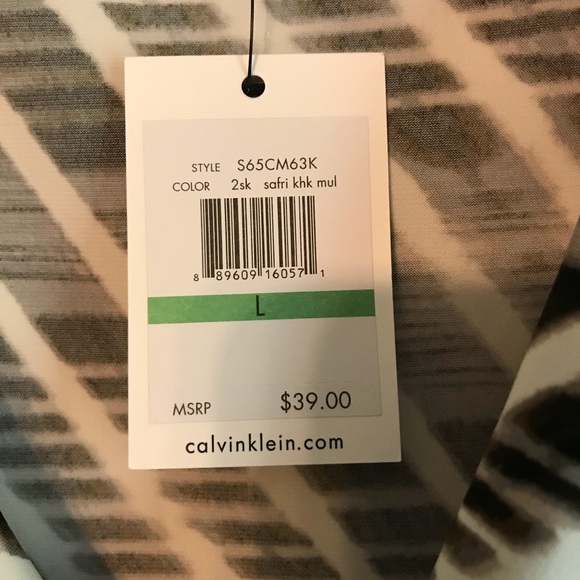 STYLE S65CM63K
COLOR 2sk safri khk mul
8 89609 16057 1
L
MSRP $39.00
calvinklein.com